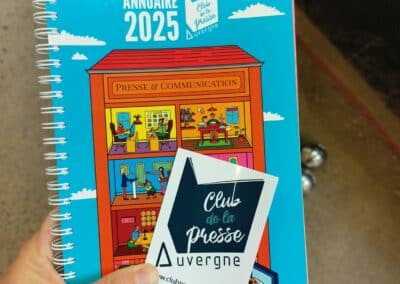 ANNUAIRE
2025
Club
de la
presse
Auvergne
PRESSE & COMMUNICATION
Club
de la
Presse
Auvergne